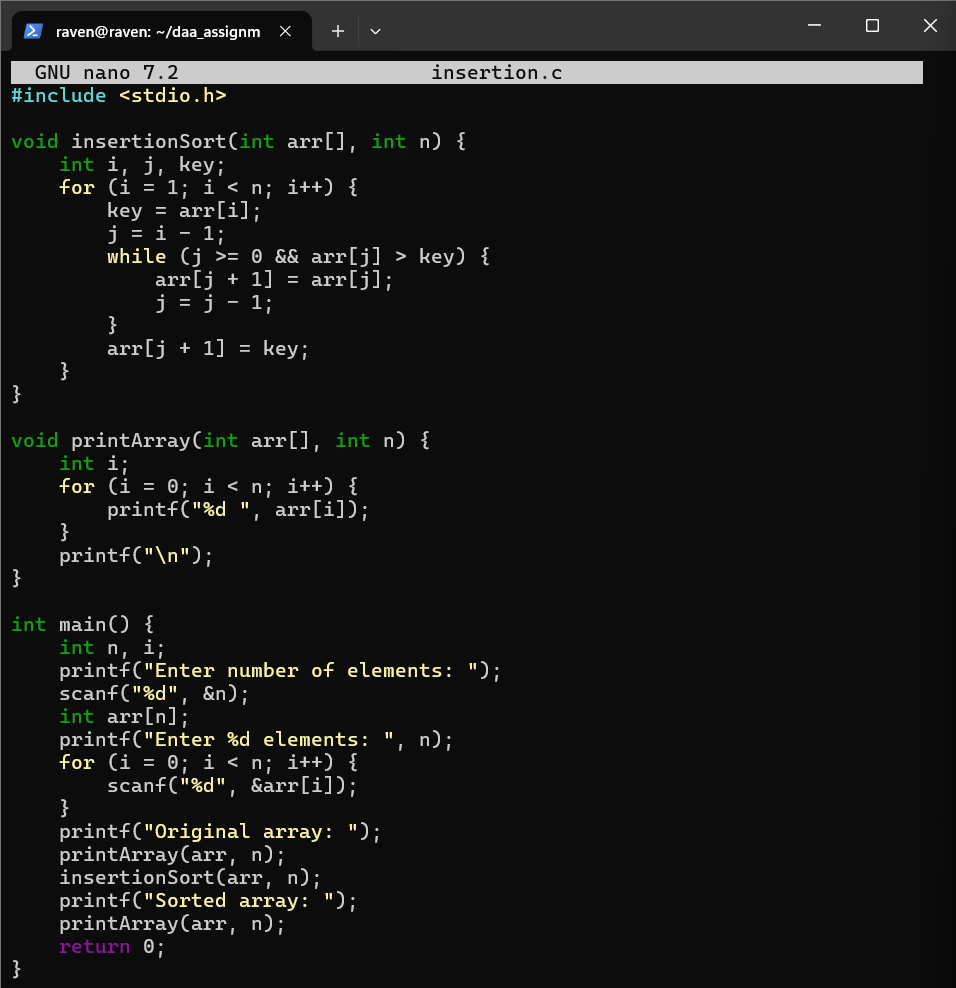 raven@raven: ~/daa_assignm
GNU nano 7.2 insertion.c
#include <stdio.h>

void insertionSort(int arr[], int n) {
    int i, j, key;
    for (i = 1; i < n; i++) {
        key = arr[i];
        j = i - 1;
        while (j >= 0 && arr[j] > key) {
            arr[j + 1] = arr[j];
            j = j - 1;
        }
        arr[j + 1] = key;
    }
}

void printArray(int arr[], int n) {
    int i;
    for (i = 0; i < n; i++) {
        printf("%d ", arr[i]);
    }
    printf("\n");
}

int main() {
    int n, i;
    printf("Enter number of elements: ");
    scanf("%d", &n);
    int arr[n];
    printf("Enter %d elements: ", n);
    for (i = 0; i < n; i++) {
        scanf("%d", &arr[i]);
    }
    printf("Original array: ");
    printArray(arr, n);
    insertionSort(arr, n);
    printf("Sorted array: ");
    printArray(arr, n);
    return 0;
}